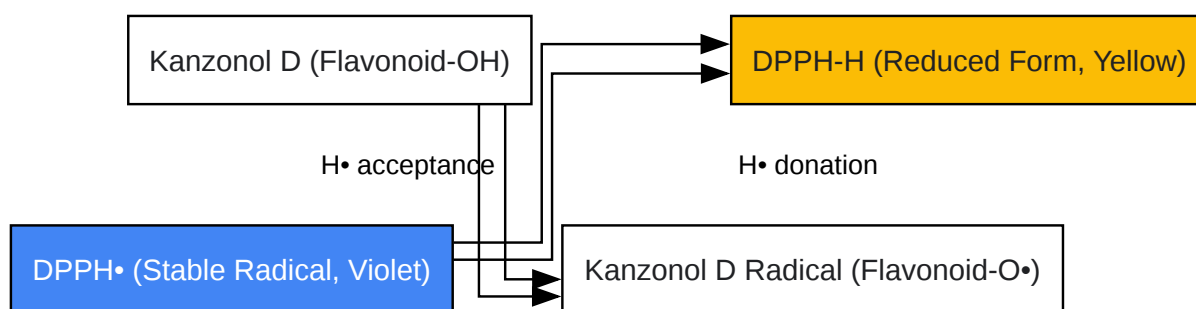 Kanzonol D (Flavonoid-OH)
DPPH-H (Reduced Form, Yellow)
H• acceptance
H• donation
DPPH• (Stable Radical, Violet)
Kanzonol D Radical (Flavonoid-O•)